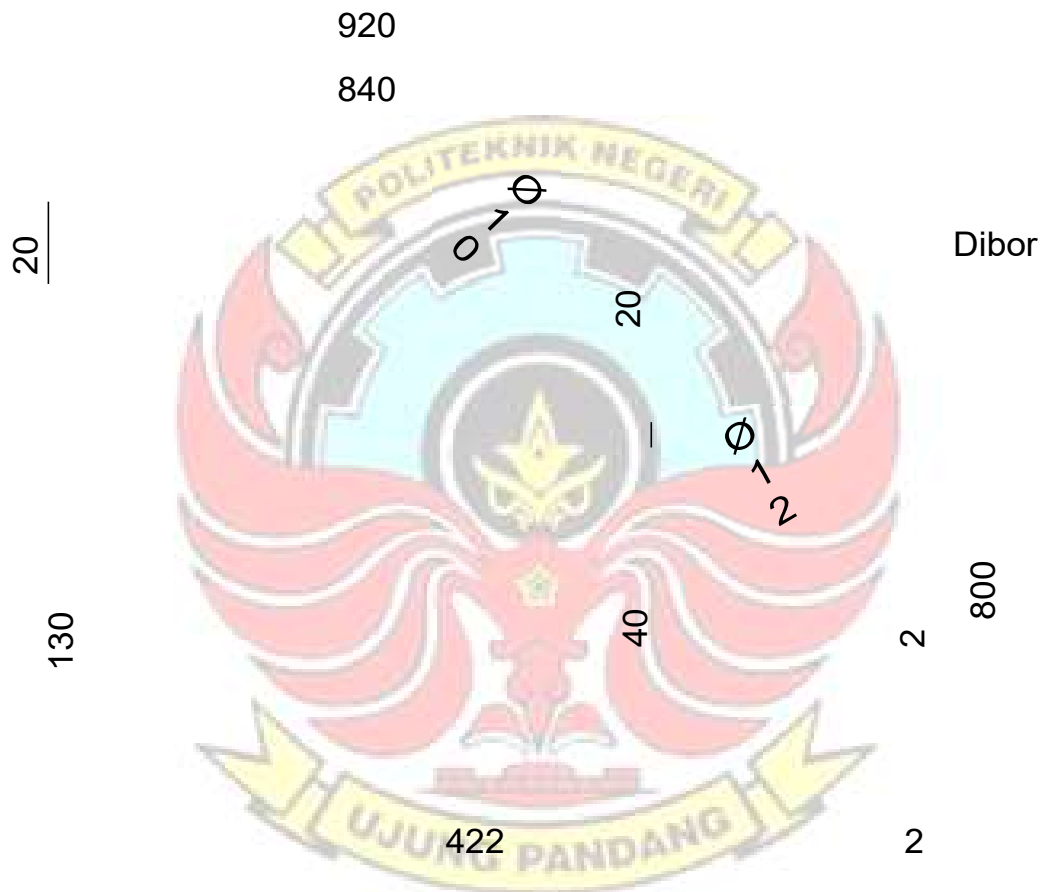 920
840
POLITEKNIK NEGERI
Ø10
20
Dibor
20
Ø12
800
130
40
2
UJUNG PANDANG
422
2